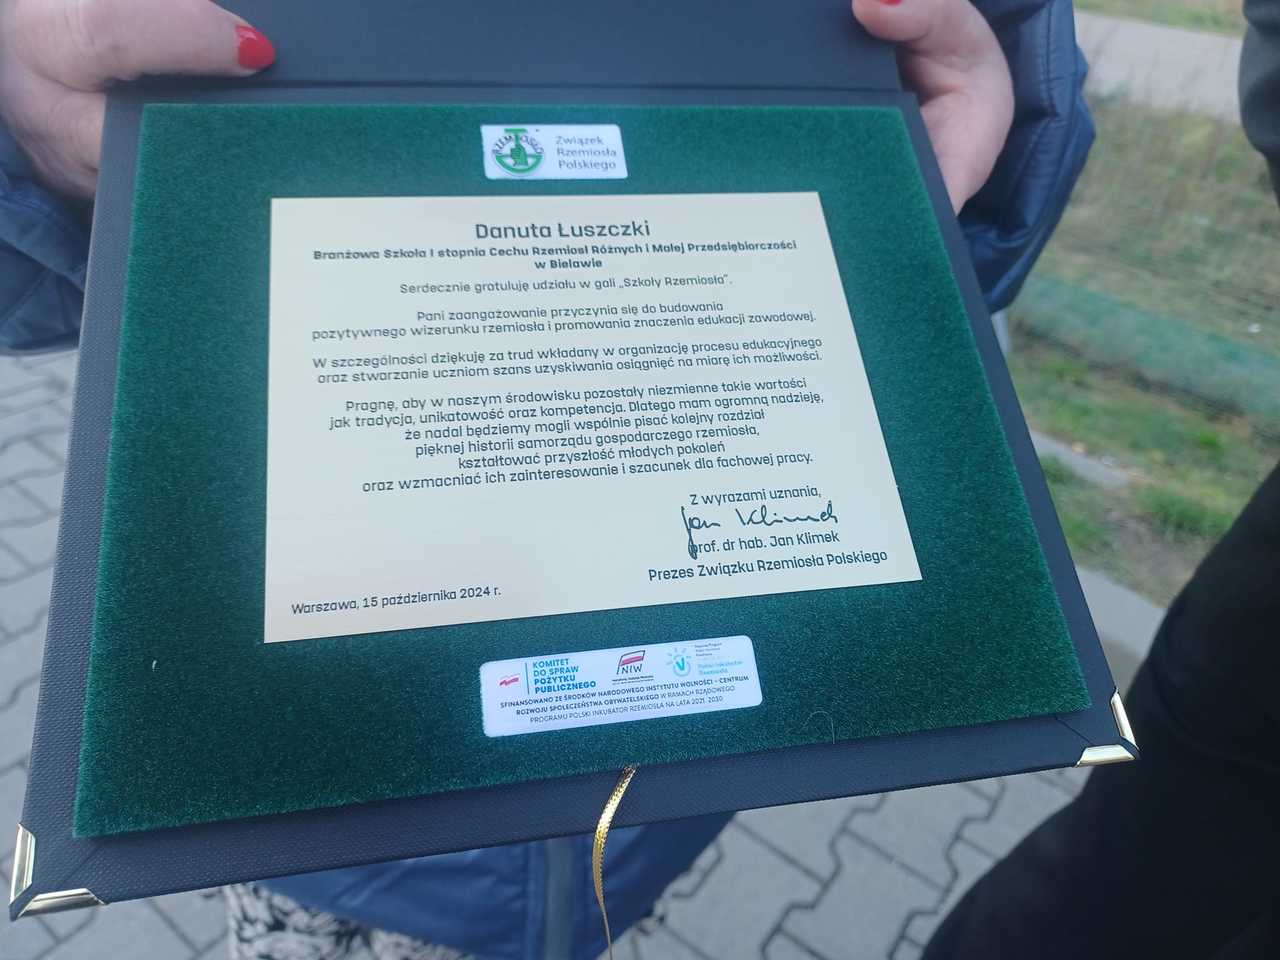 RZEMIOSŁO
Związek
Rzemiosła
Polskiego
Danuta Łuszczki
Branżowa Szkoła I stopnia Cechu Rzemiosł Różnych i Małej Przedsiębiorczości
w Bielawie
Serdecznie gratuluję udziału w gali „Szkoły Rzemiosła”.
Pani zaangażowanie przyczynia się do budowania
pozytywnego wizerunku rzemiosła i promowania znaczenia edukacji zawodowej.
W szczególności dziękuję za trud wkładany w organizację procesu edukacyjnego
oraz stwarzanie uczniom szans uzyskiwania osiągnięć na miarę ich możliwości.
Pragnę, aby w naszym środowisku pozostały niezmienne takie wartości
jak tradycja, unikatowość oraz kompetencja. Dlatego mam ogromną nadzieję,
że nadal będziemy mogli wspólnie pisać kolejny rozdział
pięknej historii samorządu gospodarczego rzemiosła,
kształtować przyszłość młodych pokoleń
oraz wzmacniać ich zainteresowanie i szacunek dla fachowej pracy.
Z wyrazami uznania,
Jan Klimek
prof. dr hab. Jan Klimek
Prezes Związku Rzemiosła Polskiego
Warszawa, 15 października 2024 r.
KOMITET
DO SPRAW
POŻYTKU
PUBLICZNEGO
NIW
SFINANSOWANO ZE ŚRODKÓW NARODOWEGO INSTYTUTU WOLNOŚCI – CENTRUM
ROZWOJU SPOŁECZEŃSTWA OBYWATELSKIEGO W RAMACH RZĄDOWEGO
PROGRAMU POLSKI INKUBATOR RZEMIOSŁA NA LATA 2021-2030